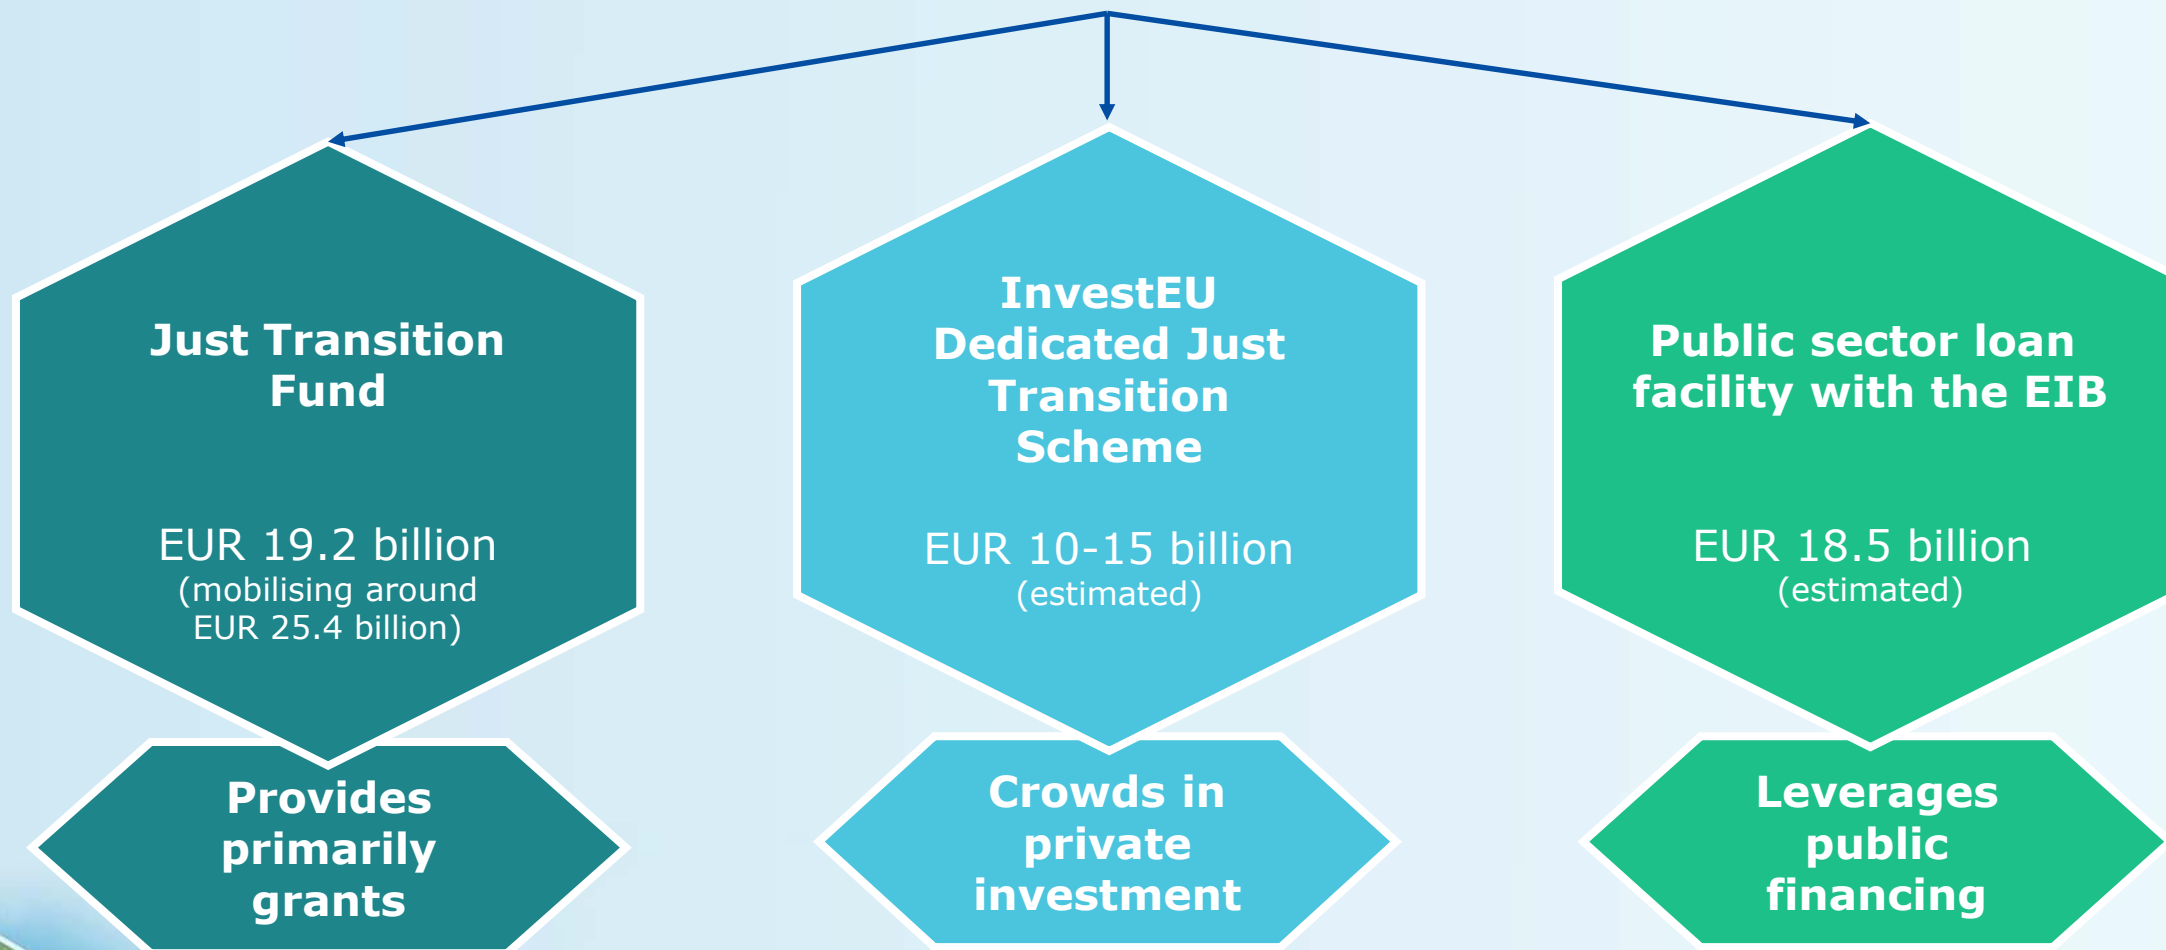 Just Transition
Fund
EUR 19.2 billion
(mobilising around
EUR 25.4 billion)
Provides
primarily
grants
InvestEU
Dedicated Just
Transition
Scheme
EUR 10-15 billion
(estimated)
Crowds in
private
investment
Public sector loan
facility with the EIB
EUR 18.5 billion
(estimated)
Leverages
public
financing